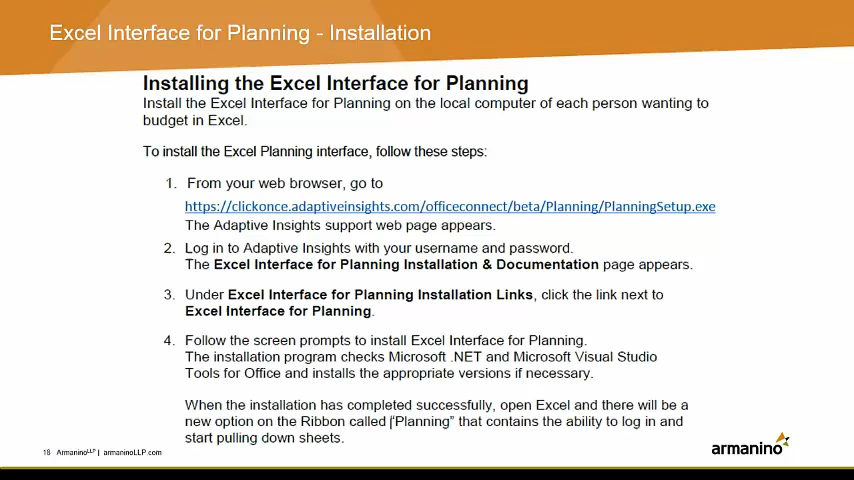 Excel Interface for Planning - Installation
Installing the Excel Interface for Planning
Install the Excel Interface for Planning on the local computer of each person wanting to
budget in Excel.
To install the Excel Planning interface, follow these steps:
1. From your web browser, go to
https://clickonce.adaptiveinsights.com/officeconnect/beta/Planning/PlanningSetup.exe
The Adaptive Insights support web page appears.
2. Log in to Adaptive Insights with your username and password.
The Excel Interface for Planning Installation & Documentation page appears.
3. Under Excel Interface for Planning Installation Links, click the link next to
Excel Interface for Planning.
4. Follow the screen prompts to install Excel Interface for Planning.
The installation program checks Microsoft .NET and Microsoft Visual Studio
Tools for Office and installs the appropriate versions if necessary.
When the installation has completed successfully, open Excel and there will be a
new option on the Ribbon called "Planning" that contains the ability to log in and
start pulling down sheets.
18 ArmaninoLLP | armaninoLLP.com
armanino